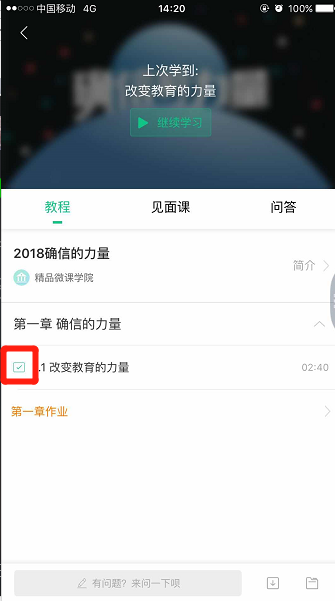 中国移动 4G 14:20 100%
上次学到:
改变教育的力量
继续学习
教程 见面课 问答
2018确信的力量
精品微课学院
简介
第一章 确信的力量
.1 改变教育的力量 02:40
第一章作业
有问题？来问一下呗